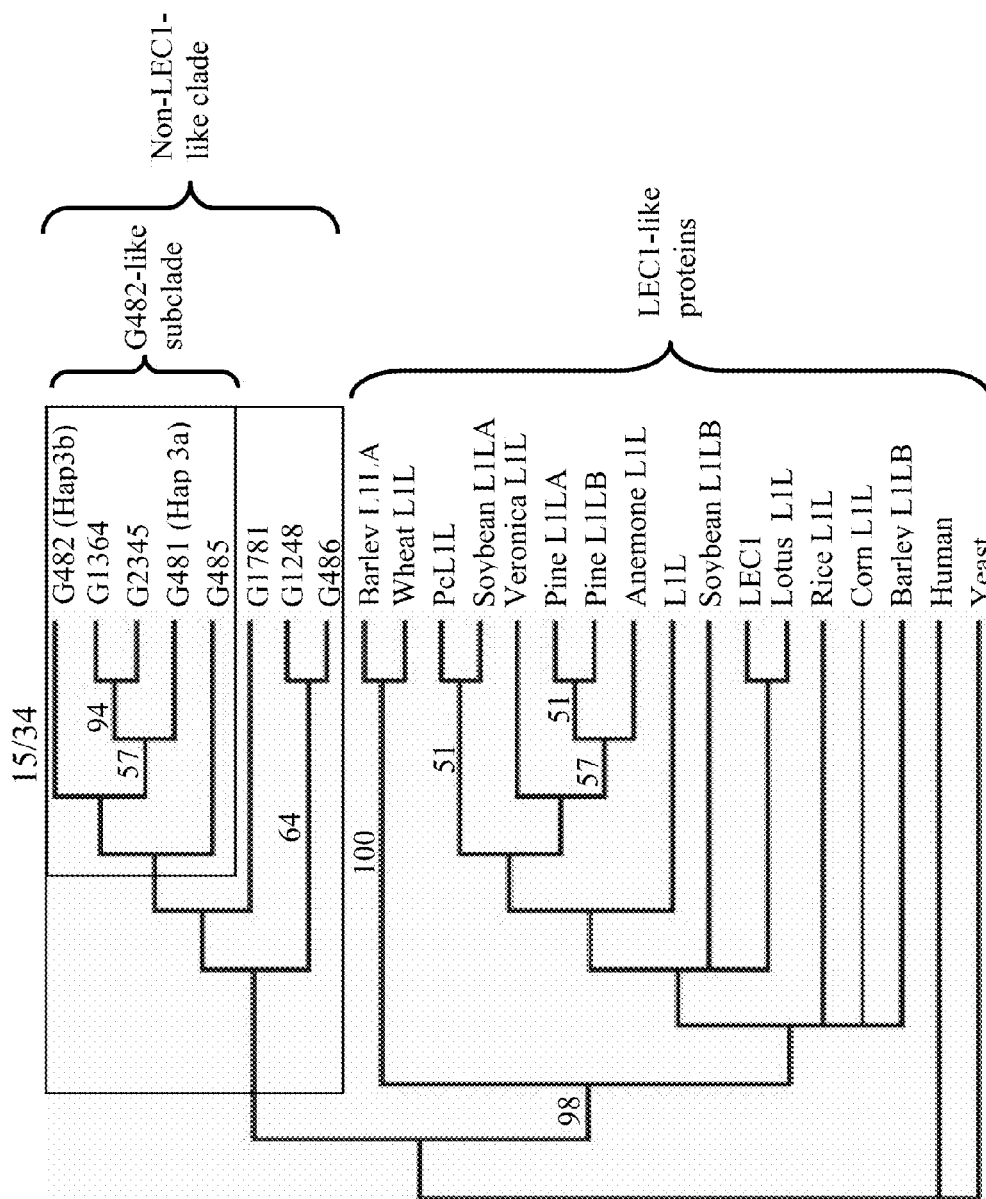 15/34
G482 (Hap3b)
G1364
G2345
G481 (Hap 3a)
G485
G1781
G1248
G486
Barley L1LA
Wheat L1L
PcL1L
Soybean L1LA
Veronica L1L
Pine L1LA
Pine L1LB
Anemone L1L
L1L
Soybean L1LB
LEC1
Lotus L1L
Rice L1L
Corn L1L
Barley L1LB
Human
Yeast
94
57
64
100
51
51
57
98
G482-like
subclade
Non-LEC1-
like clade
LEC1-like
proteins